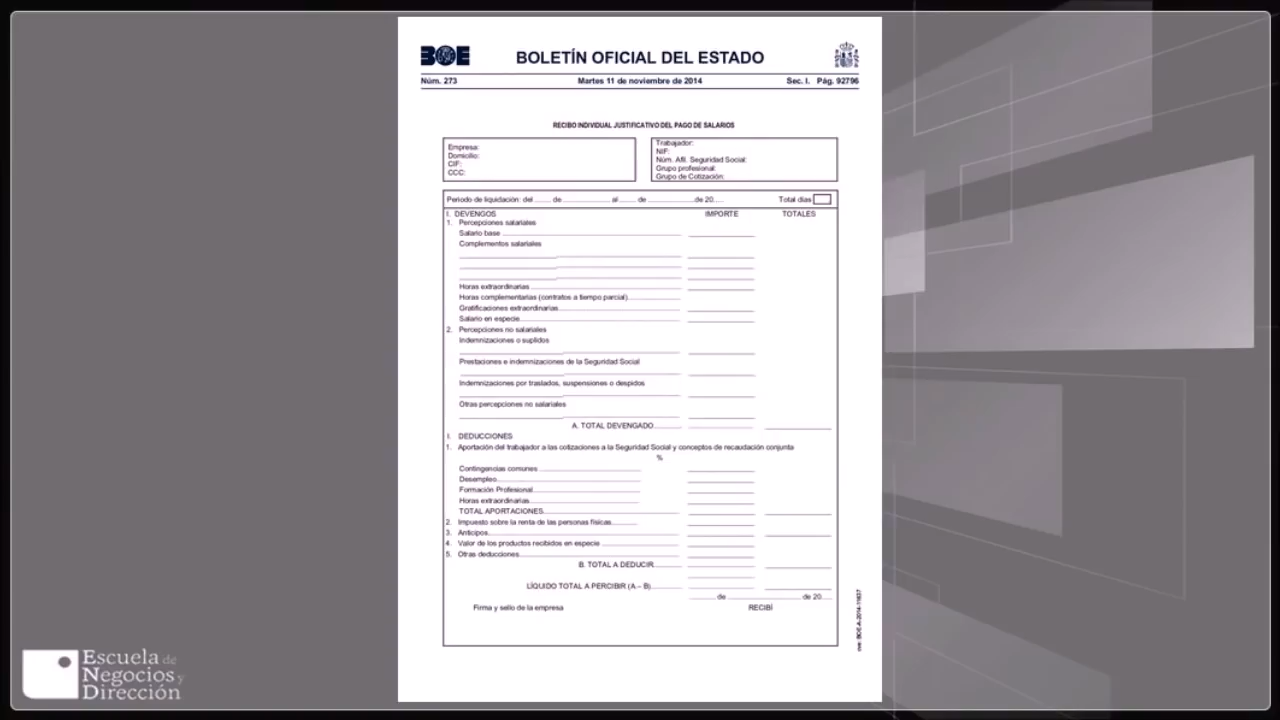 BOE
BOLETÍN OFICIAL DEL ESTADO
Núm. 273 Martes 11 de noviembre de 2014 Sec. I. Pág. 92796
RECIBO INDIVIDUAL JUSTIFICATIVO DEL PAGO DE SALARIOS
Empresa:
Domicilio:
CIF:
CCC:
Trabajador:
NIF:
Núm. Afil. Seguridad Social:
Grupo profesional:
Grupo de Cotización:
Periodo de liquidación: del ........ de ........................... al ....... de ................. de 20..... Total días
I. DEVENGOS IMPORTE TOTALES
1. Percepciones salariales
Salario base
Complementos salariales
Horas extraordinarias
Horas complementarias (contratos a tiempo parcial)
Gratificaciones extraordinarias
Salario en especie
2. Percepciones no salariales
Indemnizaciones o suplidos
Prestaciones e indemnizaciones de la Seguridad Social
Indemnizaciones por traslados, suspensiones o despidos
Otras percepciones no salariales
A. TOTAL DEVENGADO
I. DEDUCCIONES
1. Aportación del trabajador a las cotizaciones a la Seguridad Social y conceptos de recaudación conjunta
%
Contingencias comunes
Desempleo
Formación Profesional
Horas extraordinarias
TOTAL APORTACIONES
2. Impuesto sobre la renta de las personas físicas
3. Anticipos
4. Valor de los productos recibidos en especie
5. Otras deducciones
B. TOTAL A DEDUCIR
LÍQUIDO TOTAL A PERCIBIR (A – B)
........ de ........................... de 20.....
Firma y sello de la empresa RECIBÍ
cve: BOE-A-2014-11637
Escuela de
Negocios y
Dirección